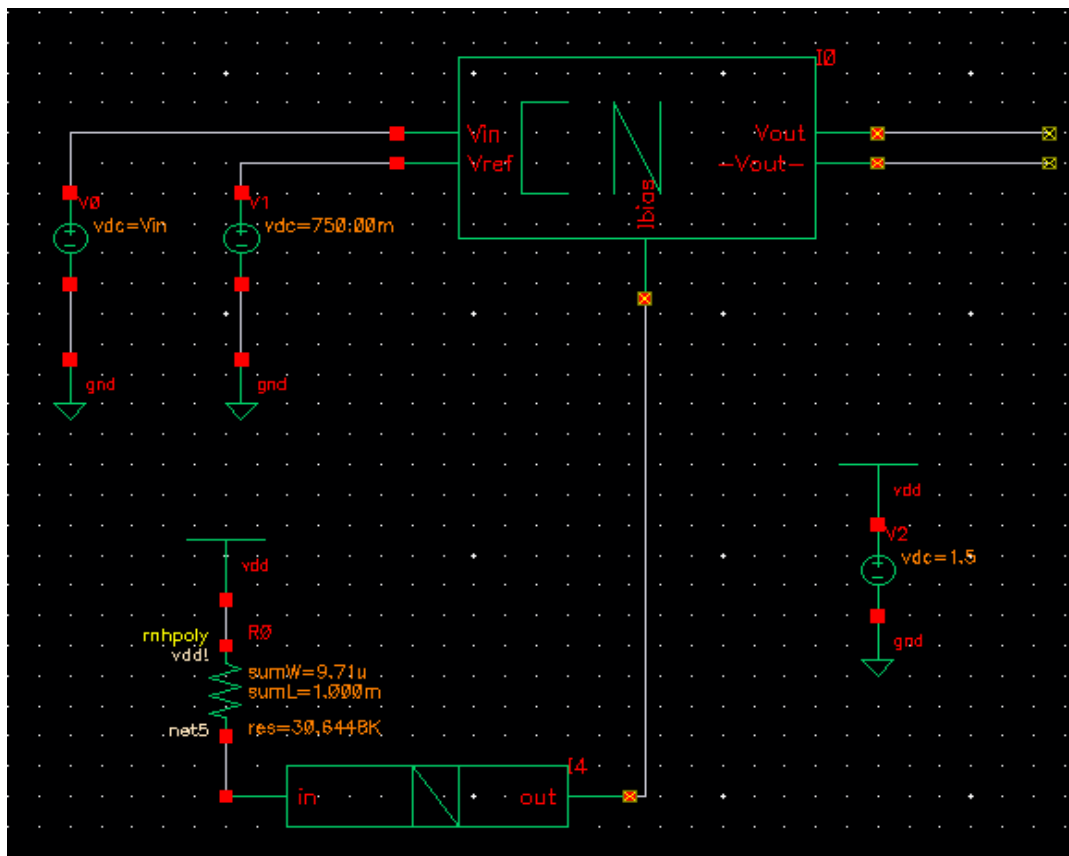 I0
Vin
Vout
Vref
-Vout-
CN
Ibias
V0
V1
vdc=Vin
vdc=750.00m
gnd
gnd
vdd
V2
vdc=1.5
vdd
gnd
rnhpoly
R0
vdd!
sumW=9.71u
sumL=1.000m
net5
res=30.6448K
I4
in
N
out